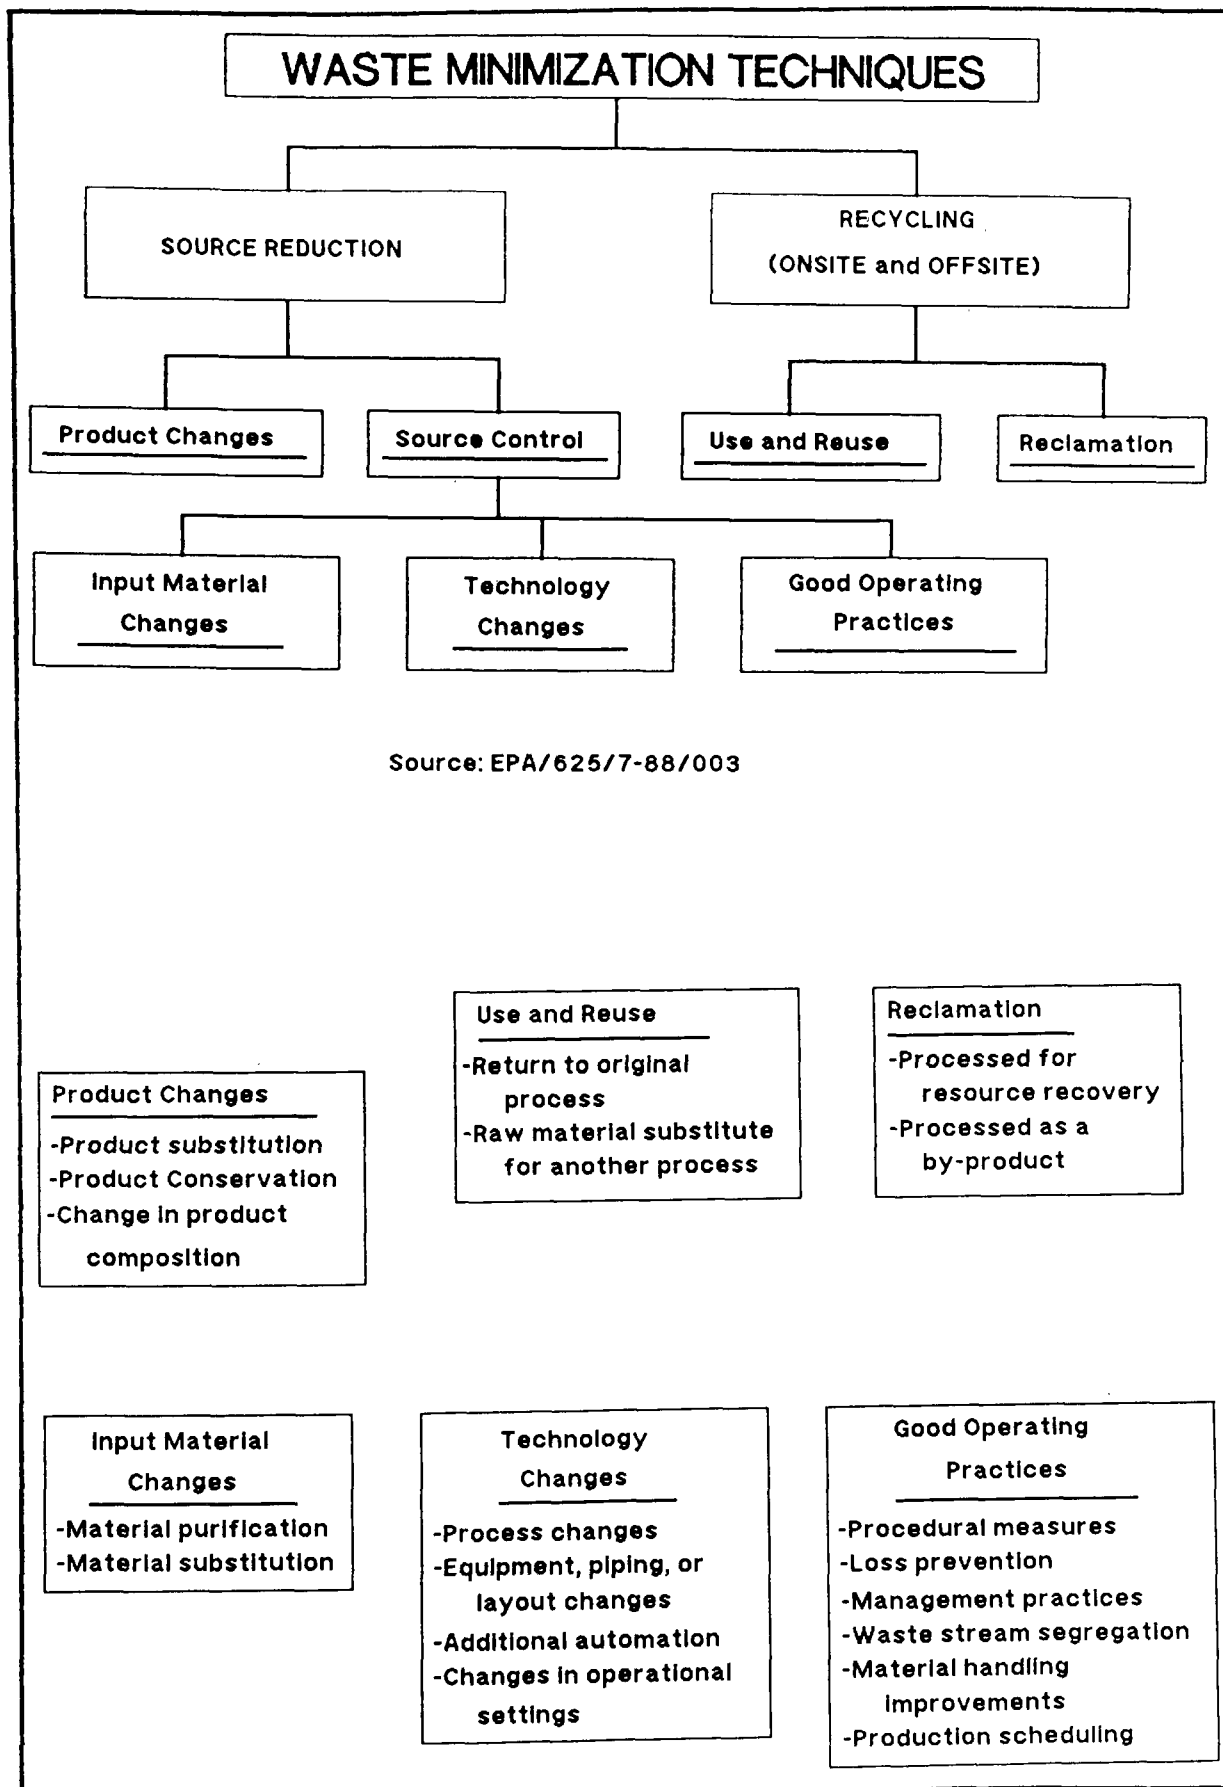 WASTE MINIMIZATION TECHNIQUES
SOURCE REDUCTION
RECYCLING
(ONSITE and OFFSITE)
Product Changes
Source Control
Use and Reuse
Reclamation
Input Material
Changes
Technology
Changes
Good Operating
Practices
Source: EPA/625/7-88/003
Use and Reuse
-Return to original
process
-Raw material substitute
for another process
Reclamation
-Processed for
resource recovery
-Processed as a
by-product
Product Changes
-Product substitution
-Product Conservation
-Change in product
composition
Input Material
Changes
-Material purification
-Material substitution
Technology
Changes
-Process changes
-Equipment, piping, or
layout changes
-Additional automation
-Changes in operational
settings
Good Operating
Practices
-Procedural measures
-Loss prevention
-Management practices
-Waste stream segregation
-Material handling
improvements
-Production scheduling